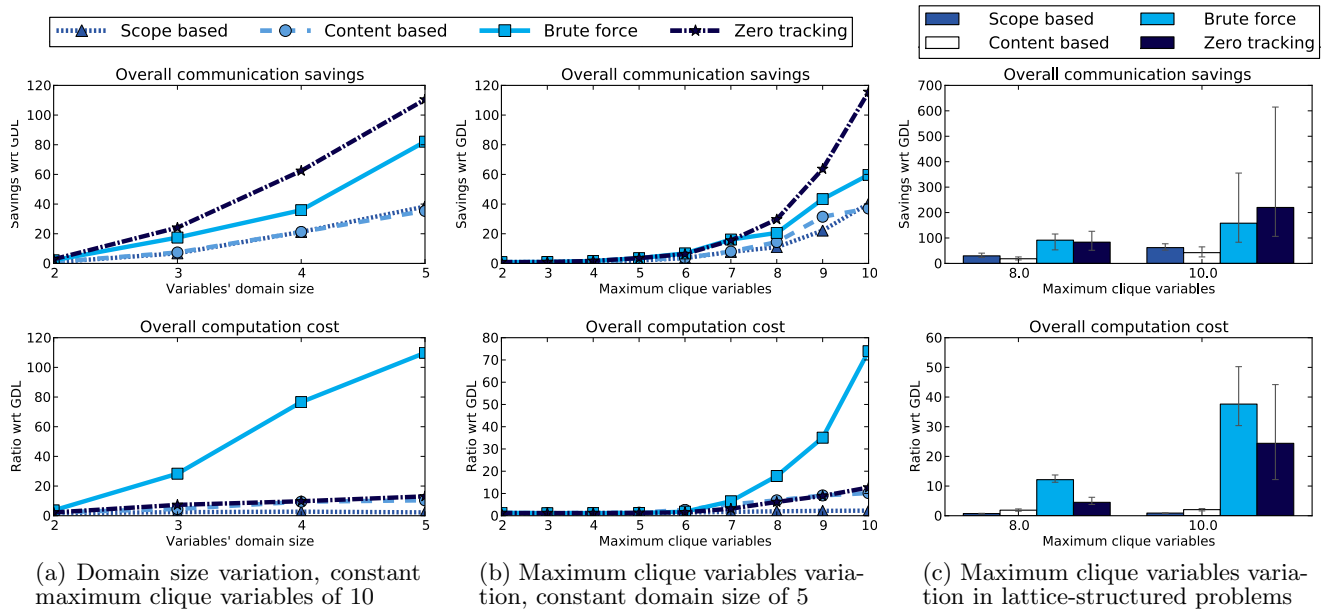 Scope based Content based Brute force Zero tracking
Scope based Brute force
Content based Zero tracking
Overall communication savings
Savings wrt GDL
120
100
80
60
40
20
0
2 3 4 5
Variables' domain size
Overall communication savings
Savings wrt GDL
120
100
80
60
40
20
0
2 3 4 5 6 7 8 9 10
Maximum clique variables
Overall communication savings
Savings wrt GDL
700
600
500
400
300
200
100
0
8.0 10.0
Maximum clique variables
Overall computation cost
Ratio wrt GDL
120
100
80
60
40
20
0
2 3 4 5
Variables' domain size
Overall computation cost
Ratio wrt GDL
80
70
60
50
40
30
20
10
0
2 3 4 5 6 7 8 9 10
Maximum clique variables
Overall computation cost
Ratio wrt GDL
60
50
40
30
20
10
0
8.0 10.0
Maximum clique variables
(a) Domain size variation, constant
maximum clique variables of 10
(b) Maximum clique variables varia-
tion, constant domain size of 5
(c) Maximum clique variables varia-
tion in lattice-structured problems